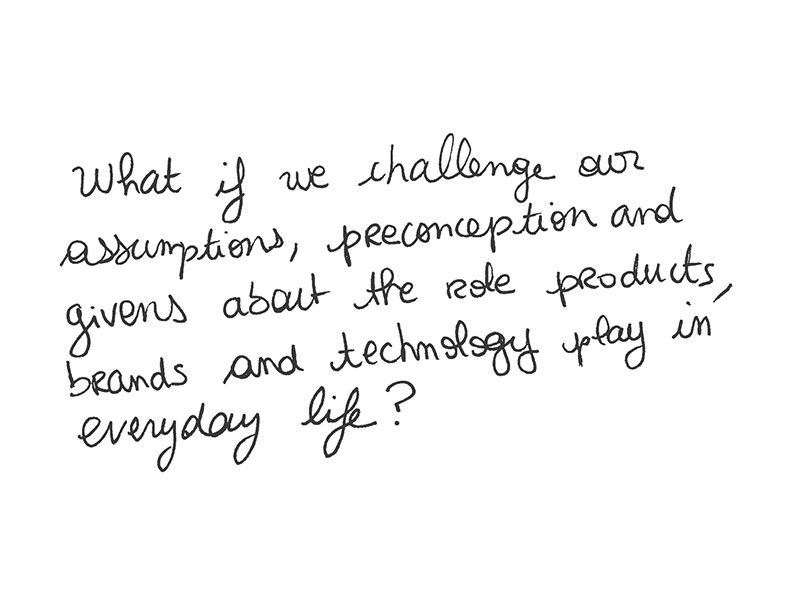 What if we challenge our
assumptions, preconception and
givens about the role products,
brands and technology play in
everyday life?